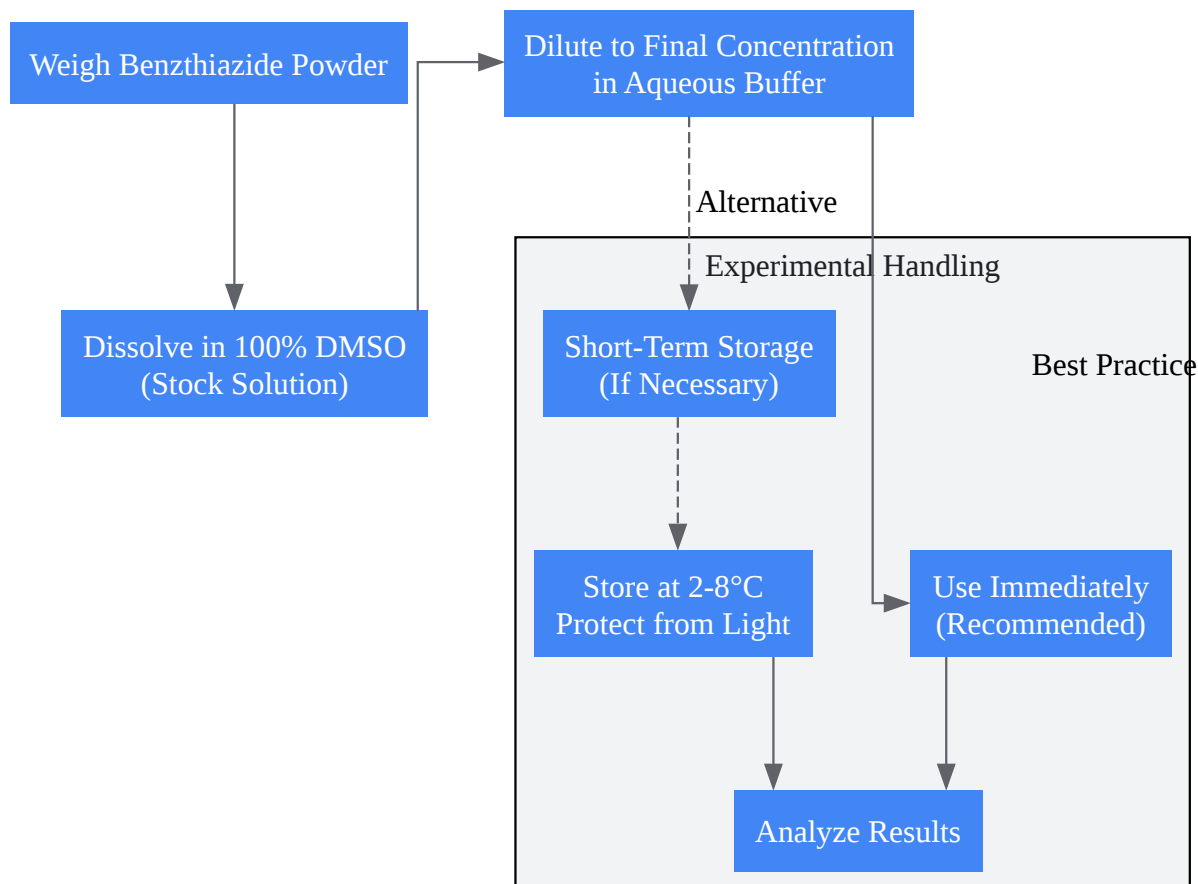 Weigh Benzthiazide Powder
Dilute to Final Concentration
in Aqueous Buffer
Alternative
Experimental Handling
Dissolve in 100% DMSO
(Stock Solution)
Short-Term Storage
(If Necessary)
Best Practice
Store at 2-8°C
Protect from Light
Use Immediately
(Recommended)
Analyze Results